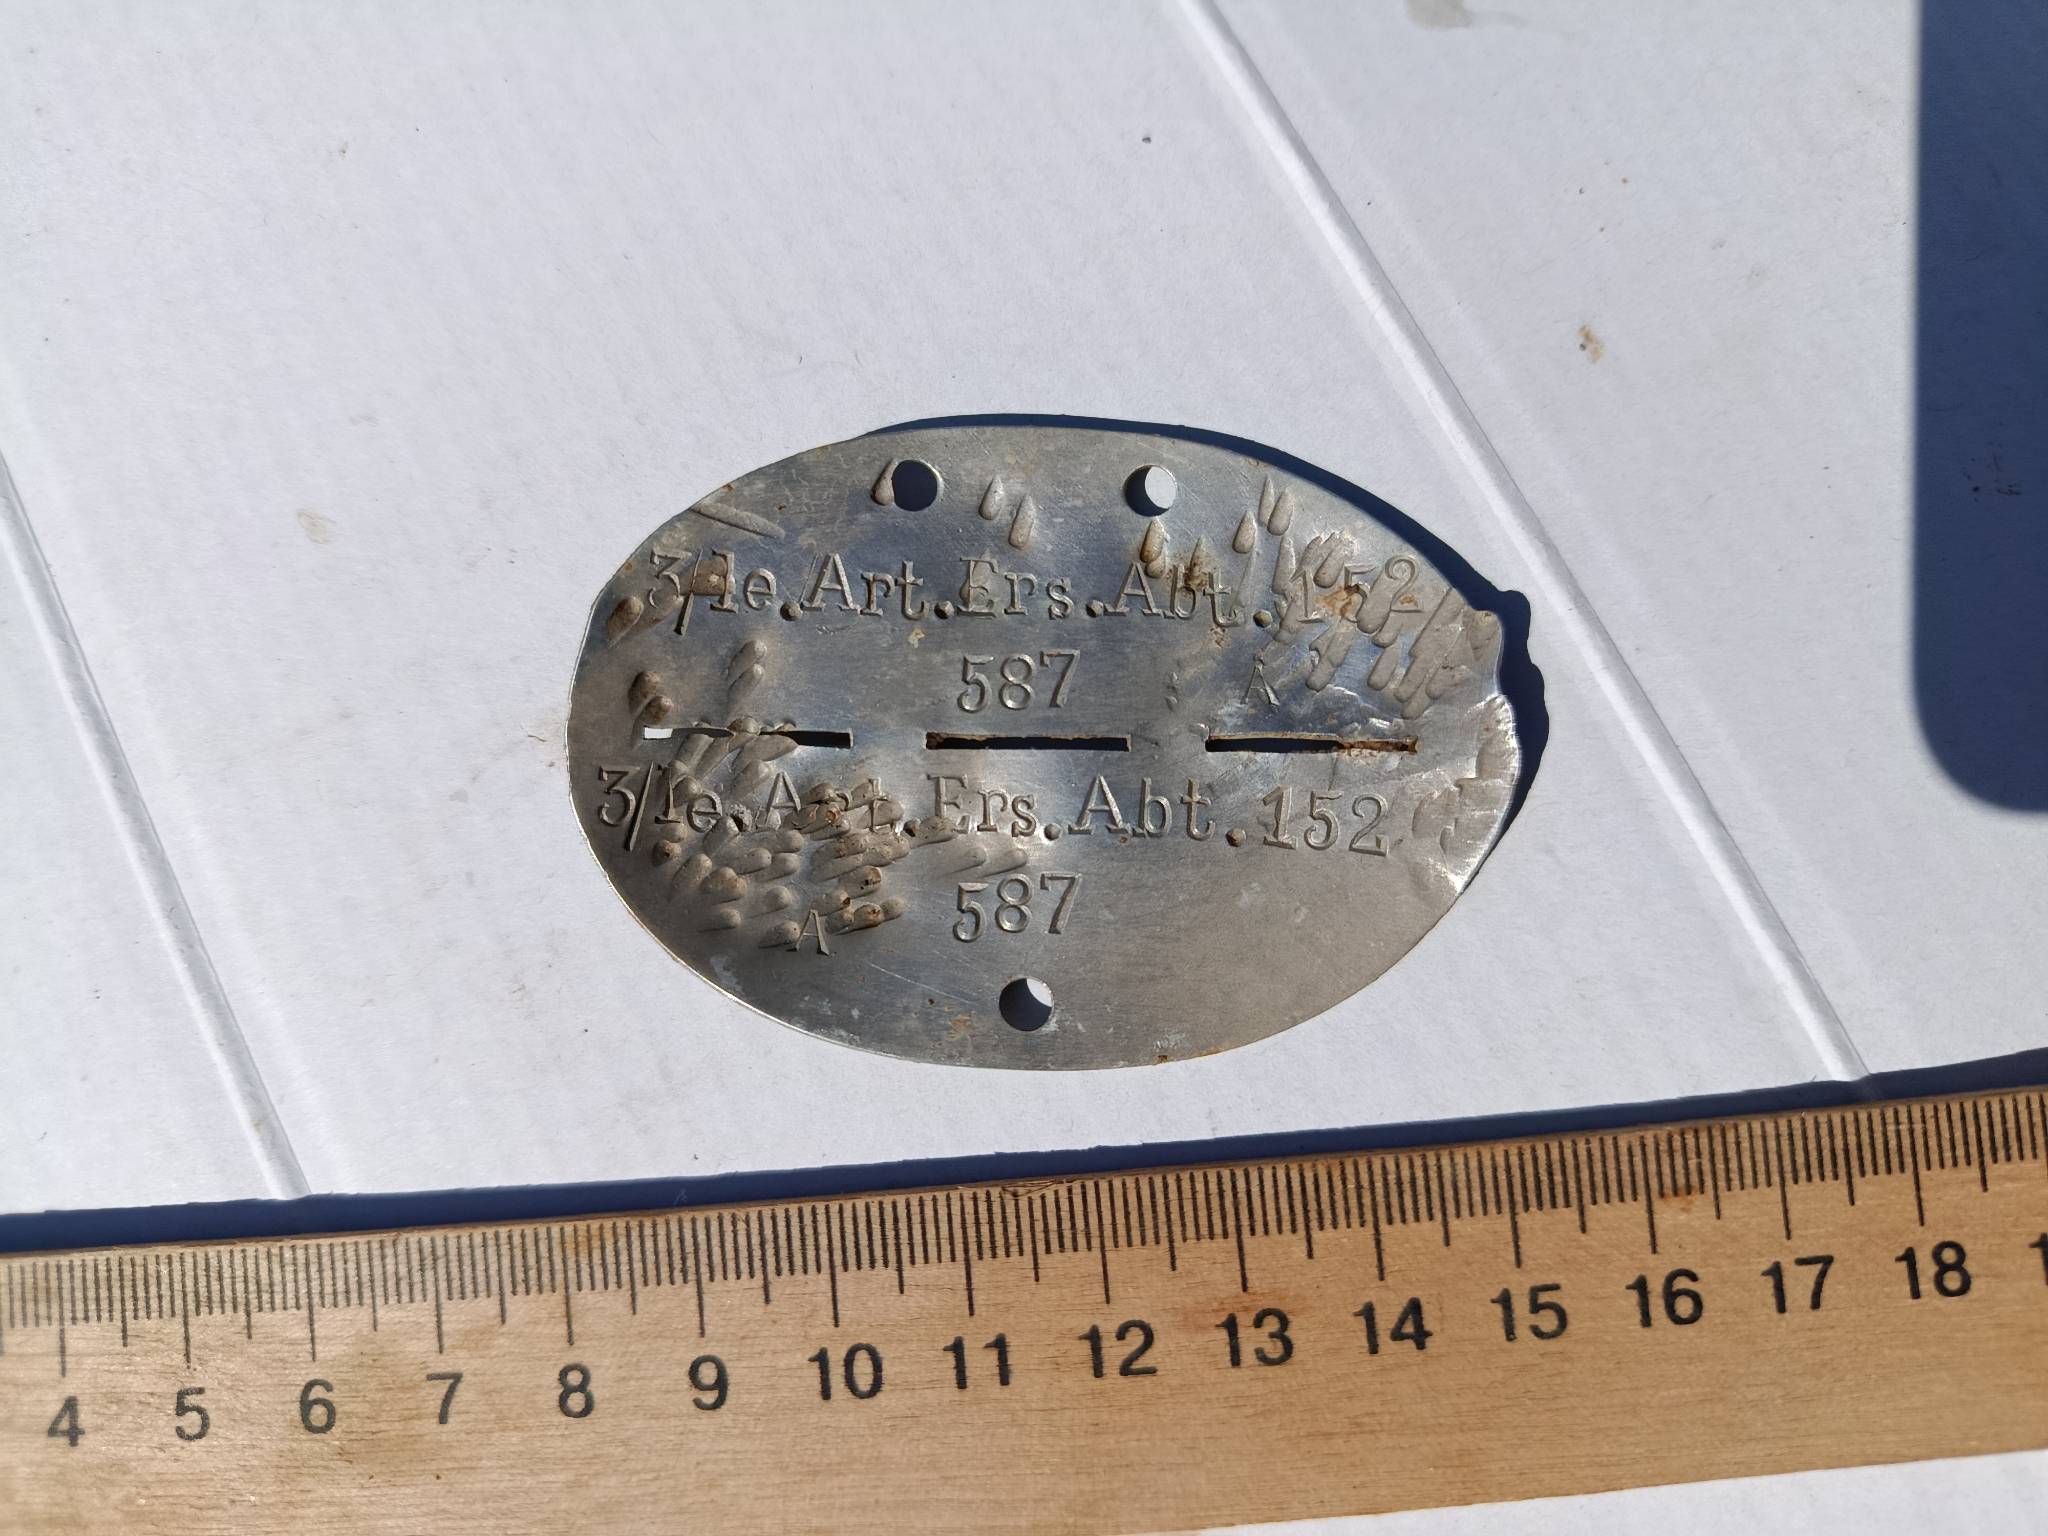 3/le.Art.Ers.Abt.152
587 A
3/le.Art.Ers.Abt.152
587
A
4 5 6 7 8 9 10 11 12 13 14 15 16 17 18